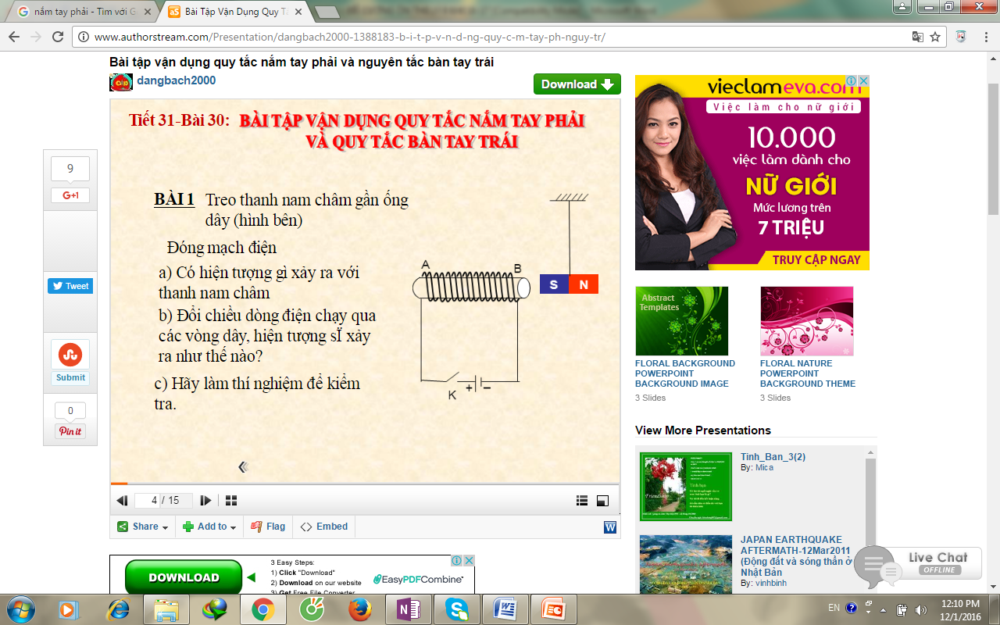 nắm tay phải - Tìm với G
Bài Tập Vận Dụng Quy T
www.authorstream.com/Presentation/dangbach2000-1388183-b-i-t-p-v-n-d-ng-quy-c-m-tay-ph-nguy-tr/
Bài tập vận dụng quy tắc nắm tay phải và nguyên tắc bàn tay trái
dangbach2000
Download
Tiết 31-Bài 30: BÀI TẬP VẬN DỤNG QUY TẮC NẮM TAY PHẢI
VÀ QUY TẮC BÀN TAY TRÁI
BÀI 1 Treo thanh nam châm gần ống
dây (hình bên)
Đóng mạch điện
a) Có hiện tượng gì xảy ra với
thanh nam châm
b) Đổi chiều dòng điện chạy qua
các vòng dây, hiện tượng sÏ xảy
ra như thế nào?
c) Hãy làm thí nghiệm để kiểm
tra.
A
B
S N
K
+ −
4 / 15
Share
Add to
Flag
Embed
W
9
G+1
Tweet
Submit
0
Pin it
vieclameva.com
Việc làm cho nữ giới
10.000
việc làm dành cho
NỮ GIỚI
Mức lương trên
7 TRIỆU
TRUY CẬP NGAY
Abstract
Templates
FLORAL BACKGROUND
POWERPOINT
BACKGROUND IMAGE
3 Slides
FLORAL NATURE
POWERPOINT
BACKGROUND THEME
3 Slides
View More Presentations
Tinh_Ban_3(2)
By: Mica
JAPAN EARTHQUAKE
AFTERMATH-12Mar2011
(Động đất và sóng thần ở
Nhật Bản
By: vinhbinh
Live Chat
OFFLINE
DOWNLOAD
3 Easy Steps:
1) Click "Download"
2) Download on our website
3) Get Free File Converter
EasyPDFCombine™
EN
12:10 PM
12/1/2016